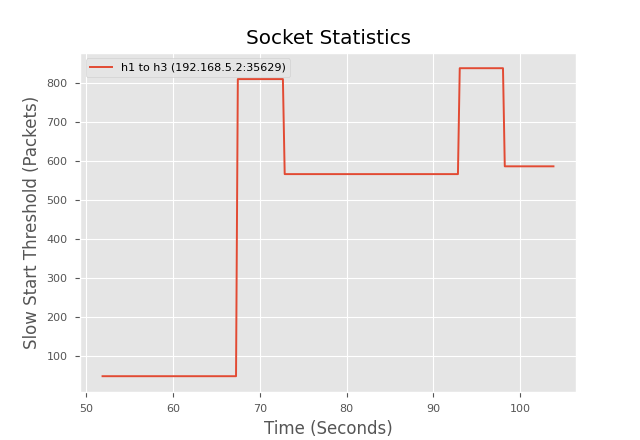 Socket Statistics
h1 to h3 (192.168.5.2:35629)
Slow Start Threshold (Packets)
800
700
600
500
400
300
200
100
50 60 70 80 90 100
Time (Seconds)